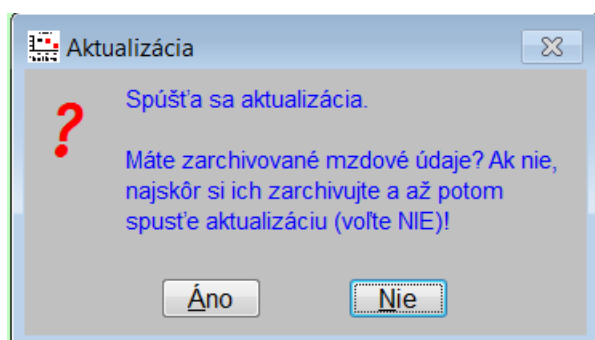 Aktualizácia
Spúšťa sa aktualizácia.
Máte zarchivované mzdové údaje? Ak nie,
najskôr si ich zarchivujte a až potom
spusťe aktualizáciu (voľte NIE)!
Áno
Nie